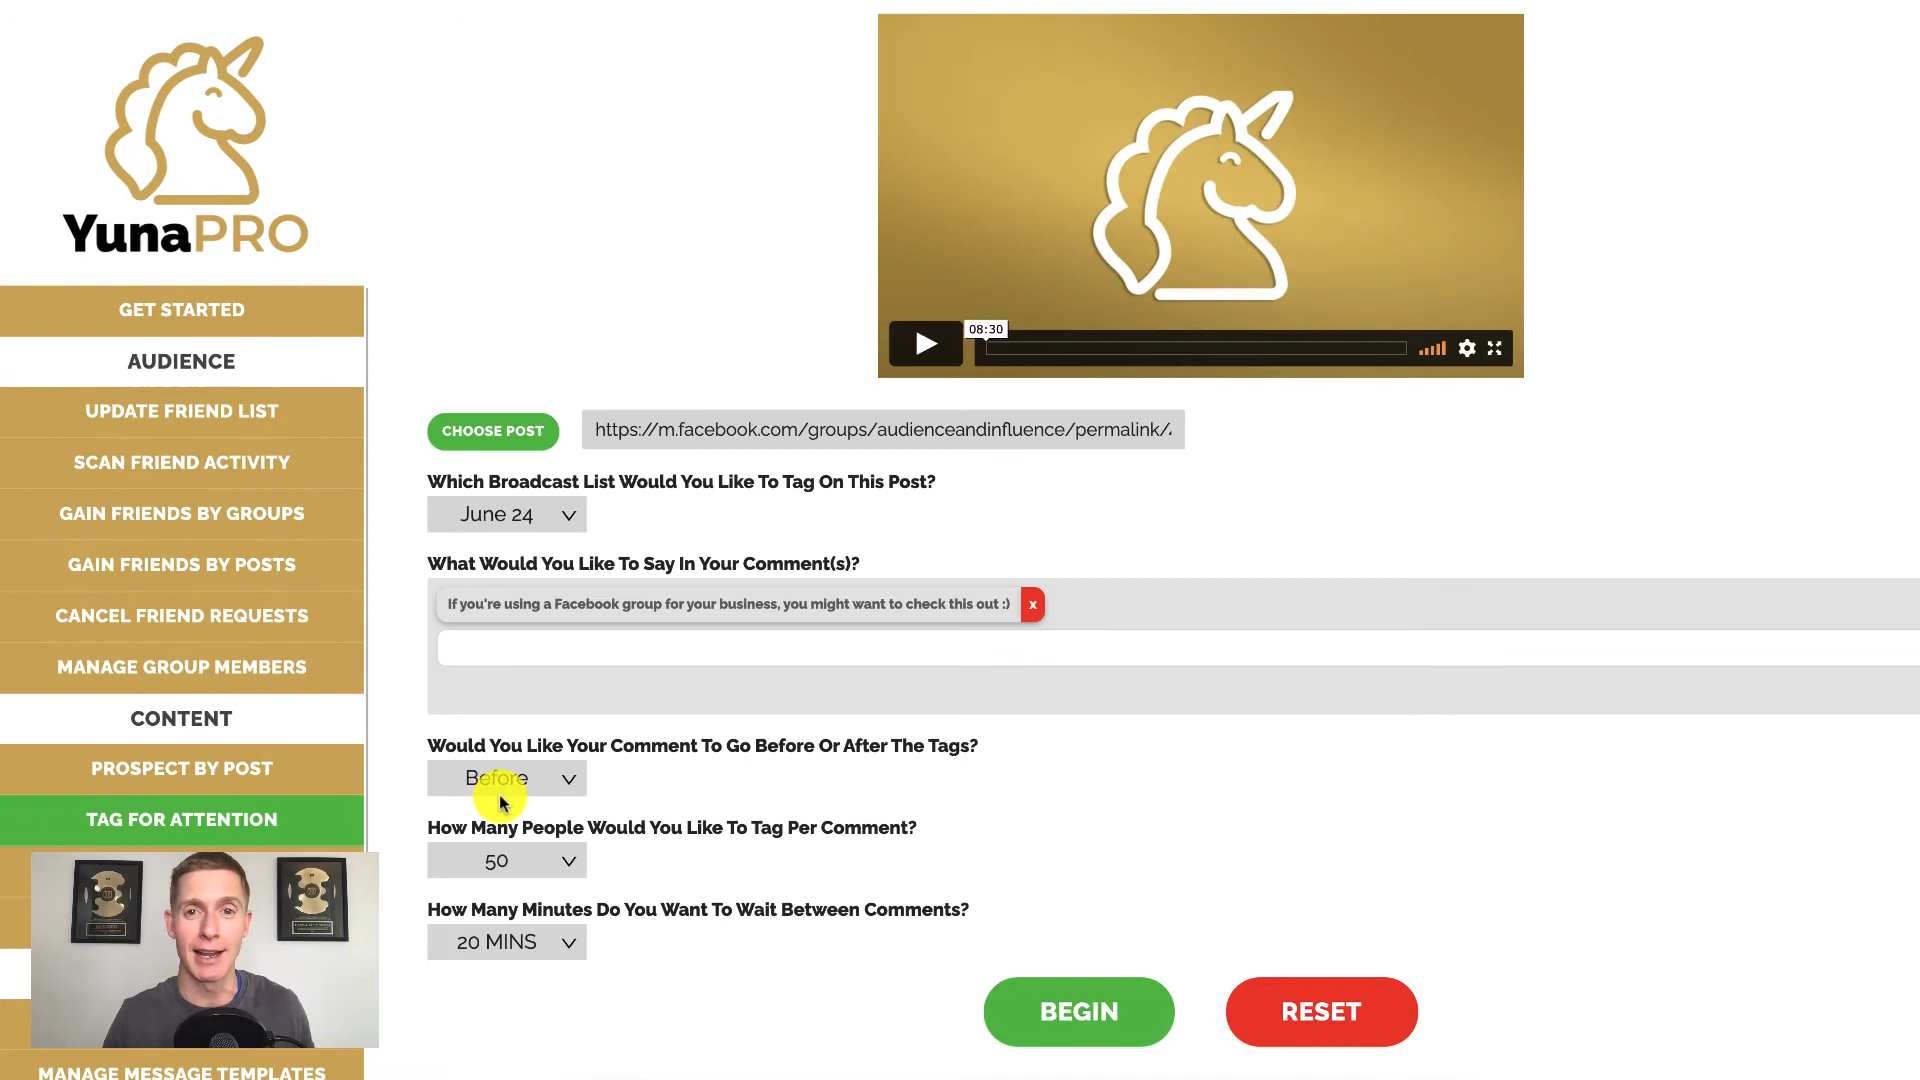 YunaPRO
GET STARTED
AUDIENCE
UPDATE FRIEND LIST
SCAN FRIEND ACTIVITY
GAIN FRIENDS BY GROUPS
GAIN FRIENDS BY POSTS
CANCEL FRIEND REQUESTS
MANAGE GROUP MEMBERS
CONTENT
PROSPECT BY POST
TAG FOR ATTENTION
MANAGE MESSAGE TEMPLATES
08:30
CHOOSE POST
https://m.facebook.com/groups/audienceandinfluence/permalink/
Which Broadcast List Would You Like To Tag On This Post?
June 24
What Would You Like To Say In Your Comment(s)?
If you're using a Facebook group for your business, you might want to check this out :) x
Would You Like Your Comment To Go Before Or After The Tags?
Before
How Many People Would You Like To Tag Per Comment?
50
How Many Minutes Do You Want To Wait Between Comments?
20 MINS
BEGIN
RESET